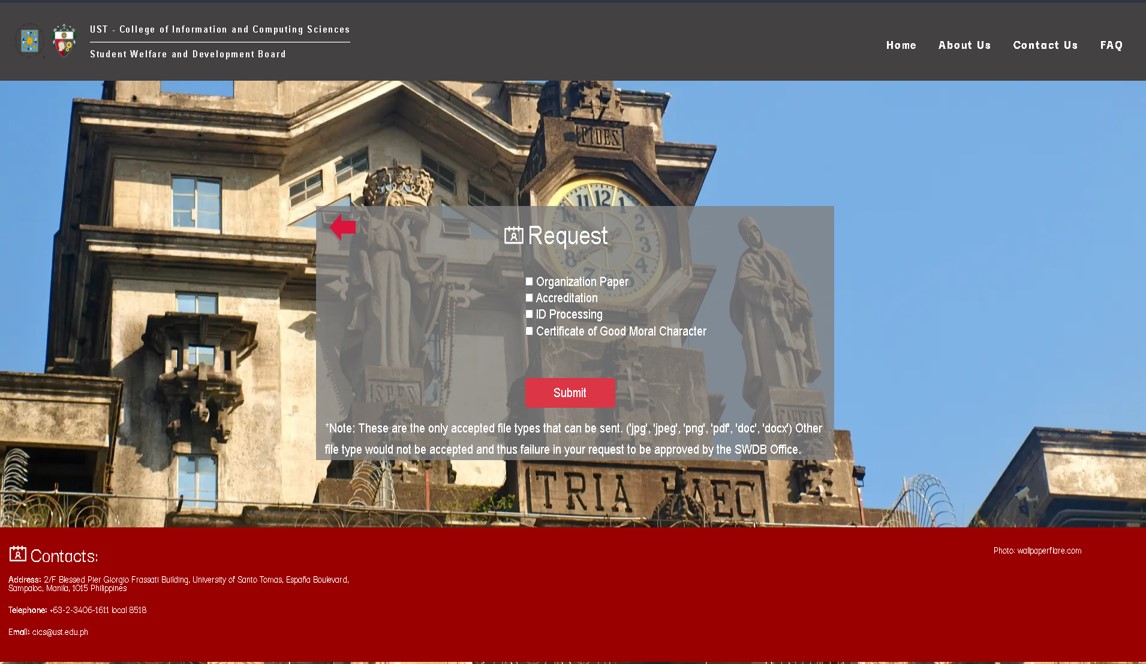 UST - College of Information and Computing Sciences
Student Welfare and Development Board
Home About Us Contact Us FAQ
Request
Organization Paper
Accreditation
ID Processing
Certificate of Good Moral Character
Submit
*Note: These are the only accepted file types that can be sent. ('jpg', 'jpeg', 'png', 'pdf', 'doc', 'docx') Other
file type would not be accepted and thus failure in your request to be approved by the SWDB Office.
TRIA HAEC
Contacts:
Photo: wallpaperflare.com
Address: 2/F Blessed Pier Giorgio Frassati Building, University of Santo Tomas, España Boulevard,
Sampaloc, Manila, 1015 Philippines
Telephone: +63-2-3406-1611 local 8518
Email: cics@ust.edu.ph